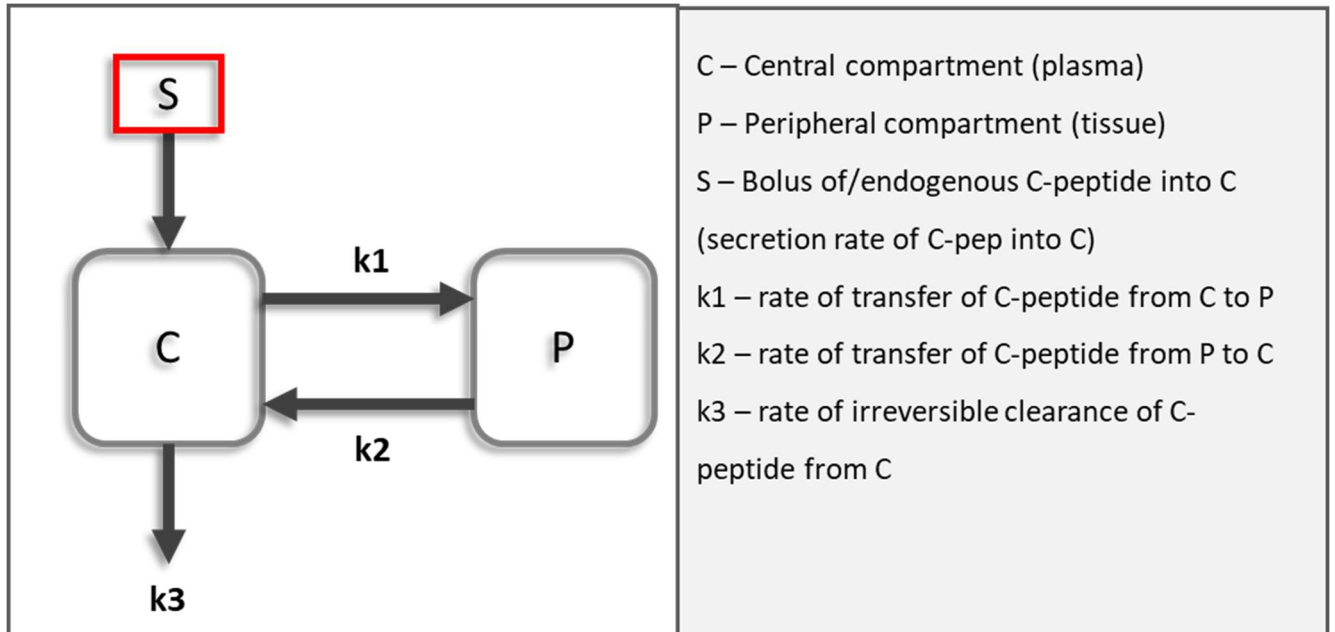 S
C
k1
P
k2
k3
C – Central compartment (plasma)
P – Peripheral compartment (tissue)
S – Bolus of/endogenous C-peptide into C
(secretion rate of C-pep into C)
k1 – rate of transfer of C-peptide from C to P
k2 – rate of transfer of C-peptide from P to C
k3 – rate of irreversible clearance of C-
peptide from C